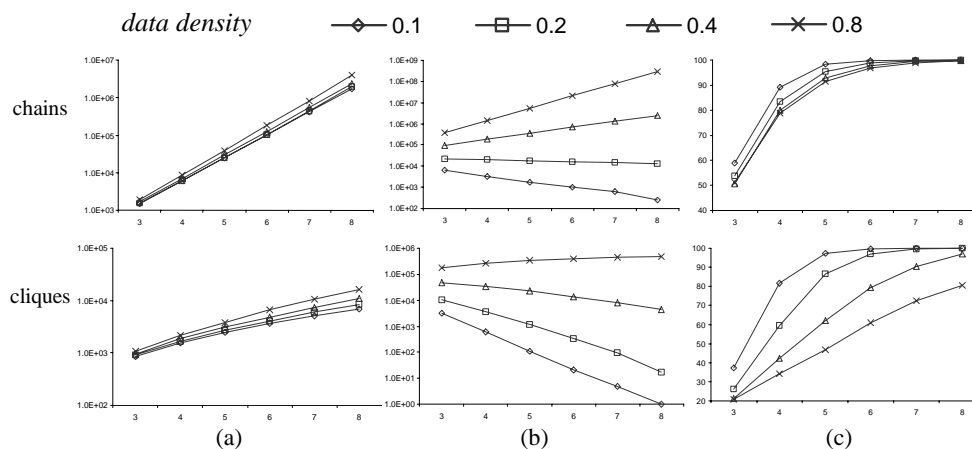 data density 0.1 0.2 0.4 0.8
chains
1.0E+07
1.0E+06
1.0E+05
1.0E+04
1.0E+03
3 4 5 6 7 8
1.0E+09
1.0E+08
1.0E+07
1.0E+06
1.0E+05
1.0E+04
1.0E+03
1.0E+02
3 4 5 6 7 8
100
90
80
70
60
50
40
3 4 5 6 7 8
cliques
1.0E+05
1.0E+04
1.0E+03
1.0E+02
3 4 5 6 7 8
1.0E+06
1.0E+05
1.0E+04
1.0E+03
1.0E+02
1.0E+01
1.0E+00
3 4 5 6 7 8
100
90
80
70
60
50
40
30
20
3 4 5 6 7 8
(a) (b) (c)